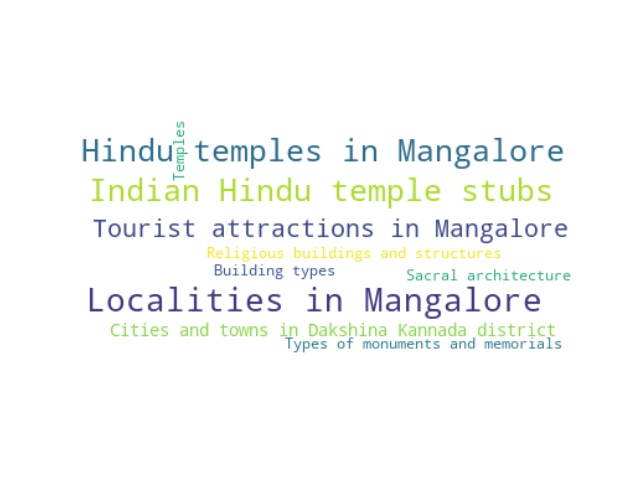 Temples
Hindu temples in Mangalore
Indian Hindu temple stubs
Tourist attractions in Mangalore
Religious buildings and structures
Building types
Sacral architecture
Localities in Mangalore
Cities and towns in Dakshina Kannada district
Types of monuments and memorials